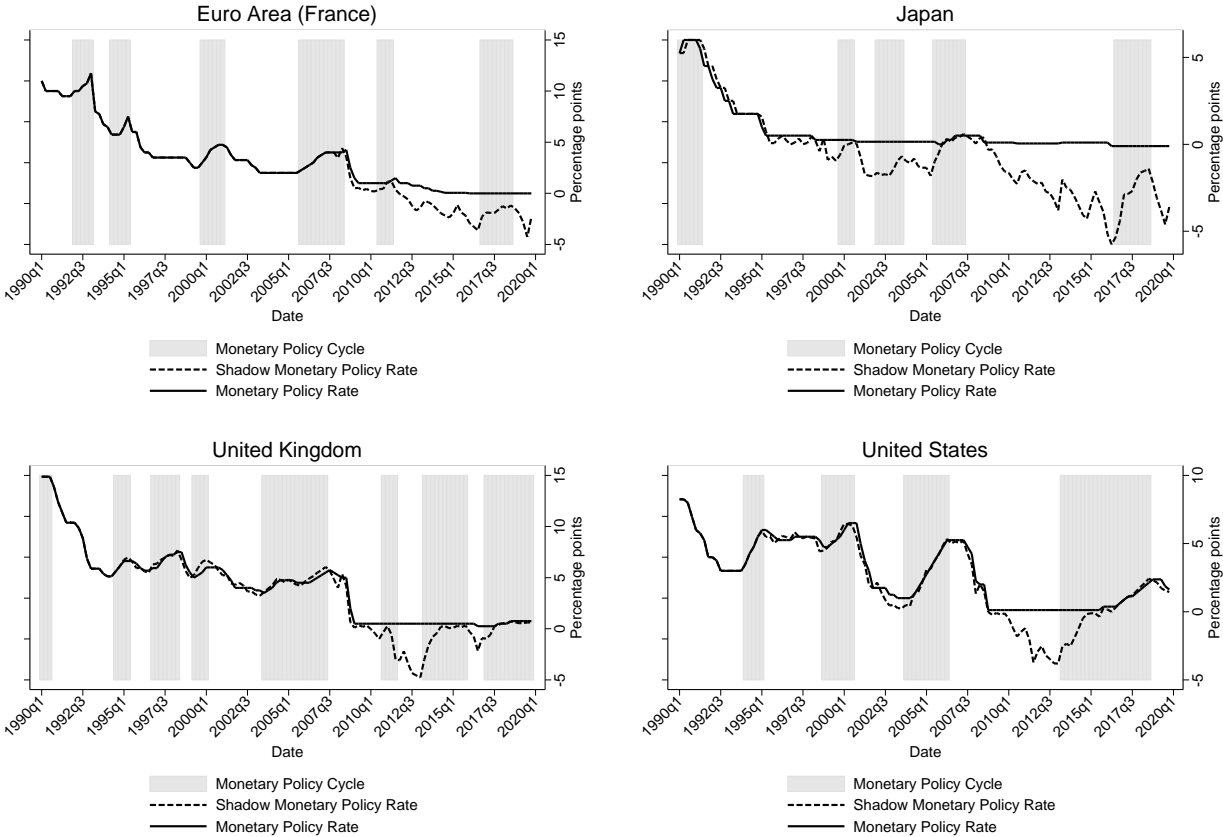 Euro Area (France)
15
10
5
0
-5
Percentage points
1990q1
1992q3
1995q1
1997q3
2000q1
2002q3
2005q1
2007q3
2010q1
2012q3
2015q1
2017q3
2020q1
Date
Monetary Policy Cycle
Shadow Monetary Policy Rate
Monetary Policy Rate
Japan
5
0
-5
Percentage points
1990q1
1992q3
1995q1
1997q3
2000q1
2002q3
2005q1
2007q3
2010q1
2012q3
2015q1
2017q3
2020q1
Date
Monetary Policy Cycle
Shadow Monetary Policy Rate
Monetary Policy Rate
United Kingdom
15
10
5
0
-5
Percentage points
1990q1
1992q3
1995q1
1997q3
2000q1
2002q3
2005q1
2007q3
2010q1
2012q3
2015q1
2017q3
2020q1
Date
Monetary Policy Cycle
Shadow Monetary Policy Rate
Monetary Policy Rate
United States
10
5
0
-5
Percentage points
1990q1
1992q3
1995q1
1997q3
2000q1
2002q3
2005q1
2007q3
2010q1
2012q3
2015q1
2017q3
2020q1
Date
Monetary Policy Cycle
Shadow Monetary Policy Rate
Monetary Policy Rate